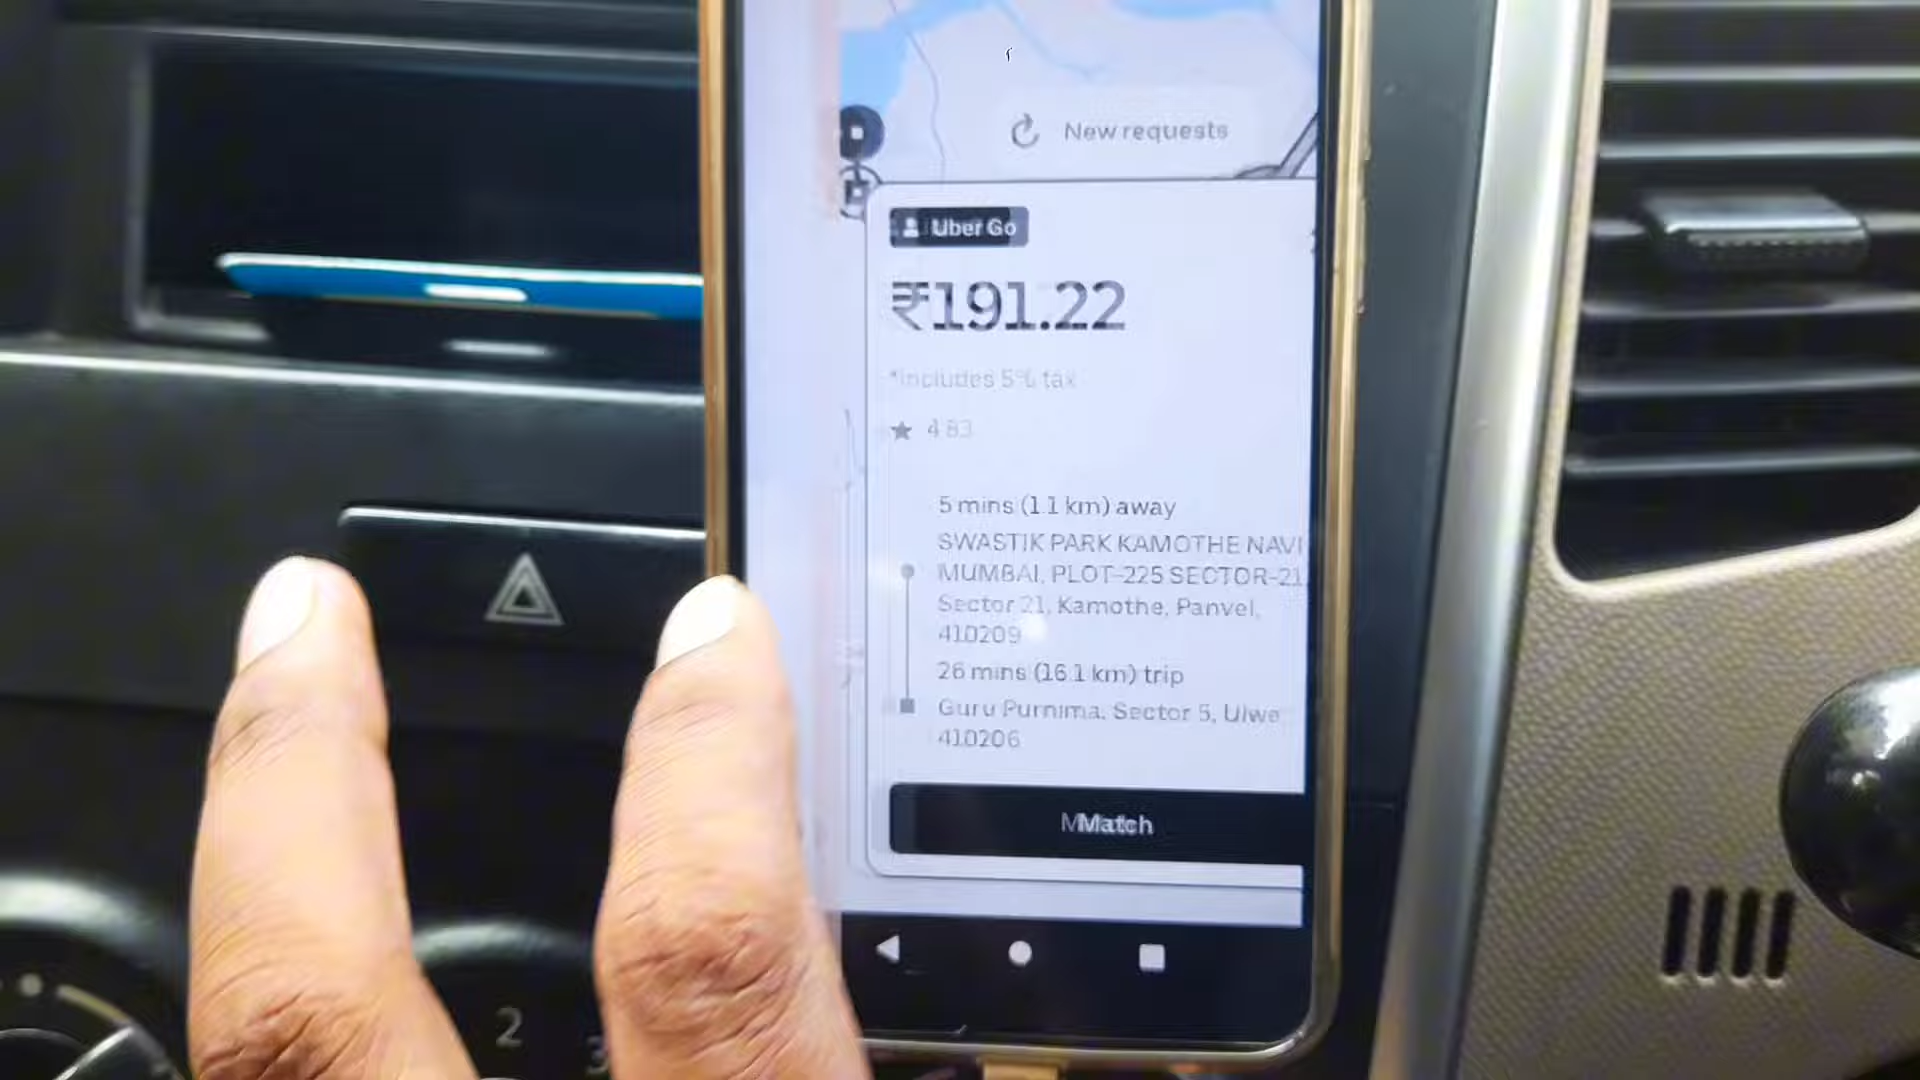 New requests
Uber Go
₹191.22
*includes 5% tax
4.83
5 mins (1.1 km) away
SWASTIK PARK KAMOTHE NAVI
MUMBAI, PLOT-225 SECTOR-21,
Sector 21, Kamothe, Panvel,
410209
26 mins (16.1 km) trip
Guru Purnima, Sector 5, Ulwe
410206
Match
2
3